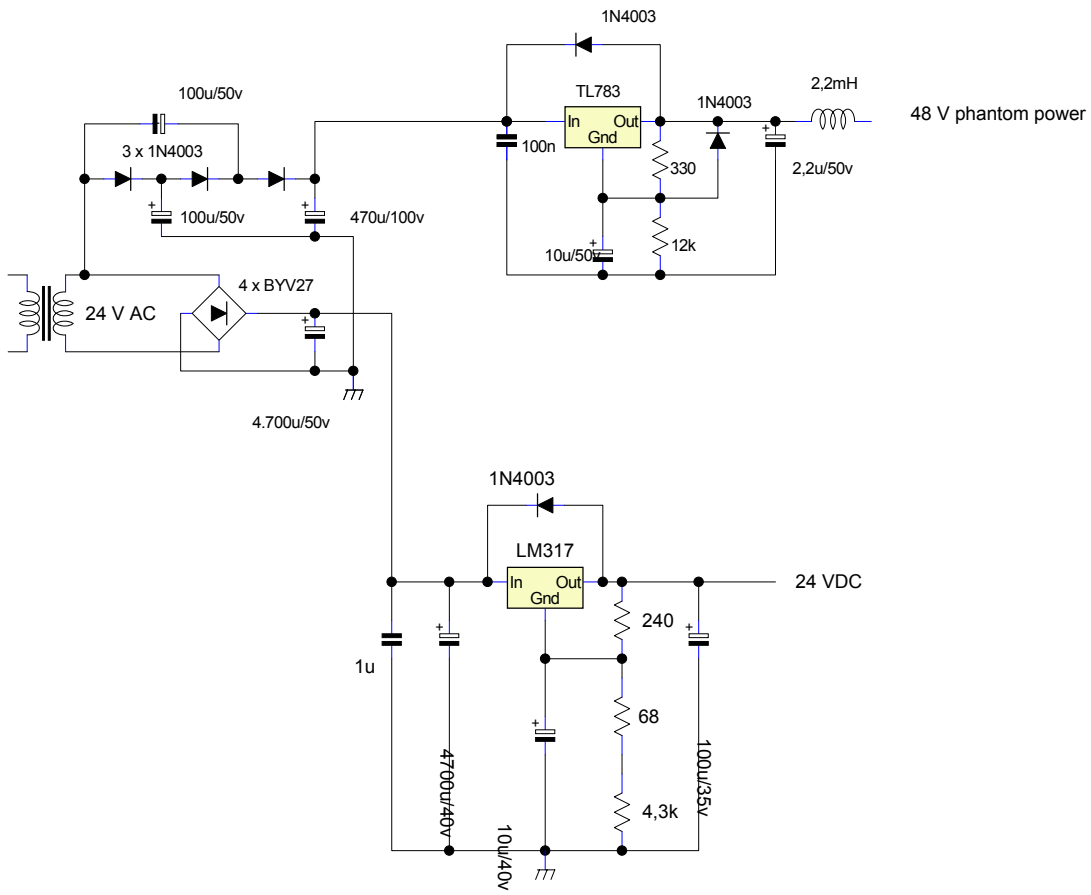 1N4003
100u/50v
TL783
In Out
Gnd
1N4003
2,2mH
48 V phantom power
100n
3 x 1N4003
330
2,2u/50v
+
+
+
100u/50v
470u/100v
+
10u/50v
12k
24 V AC
4 x BYV27
+
4.700u/50v
1N4003
LM317
In Out
Gnd
24 VDC
+
240
+
1u
+
68
4700u/40v
100u/35v
4,3k
10u/40v